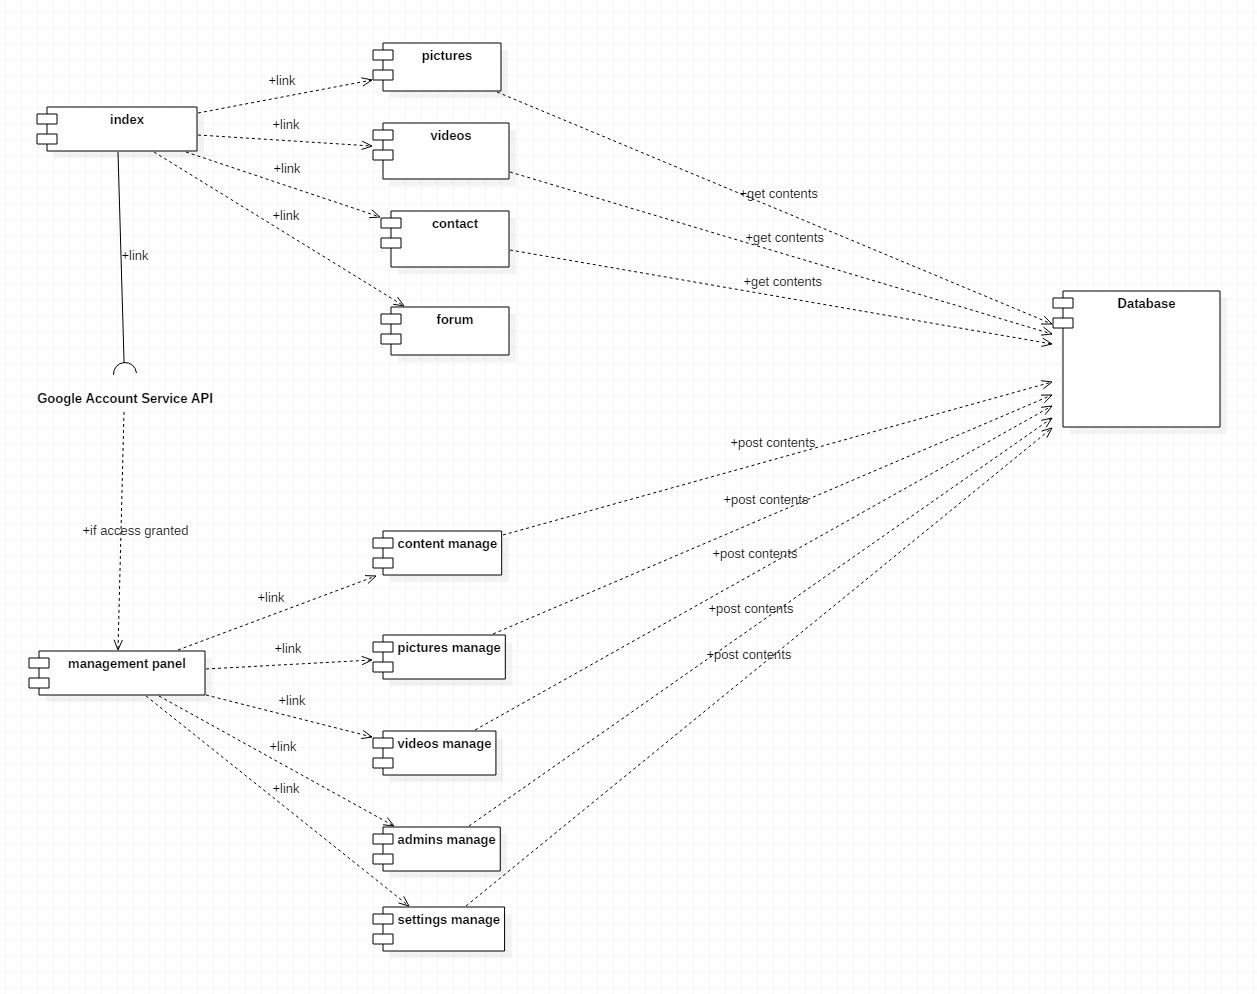 pictures
+link
index
+link
videos
+link
+get contents
+link
contact
+get contents
+link
+get contents
Database
forum
Google Account Service API
+post contents
+post contents
+if access granted
content manage
+post contents
+link
+post contents
+link
pictures manage
+post contents
management panel
+link
videos manage
+link
+link
admins manage
settings manage